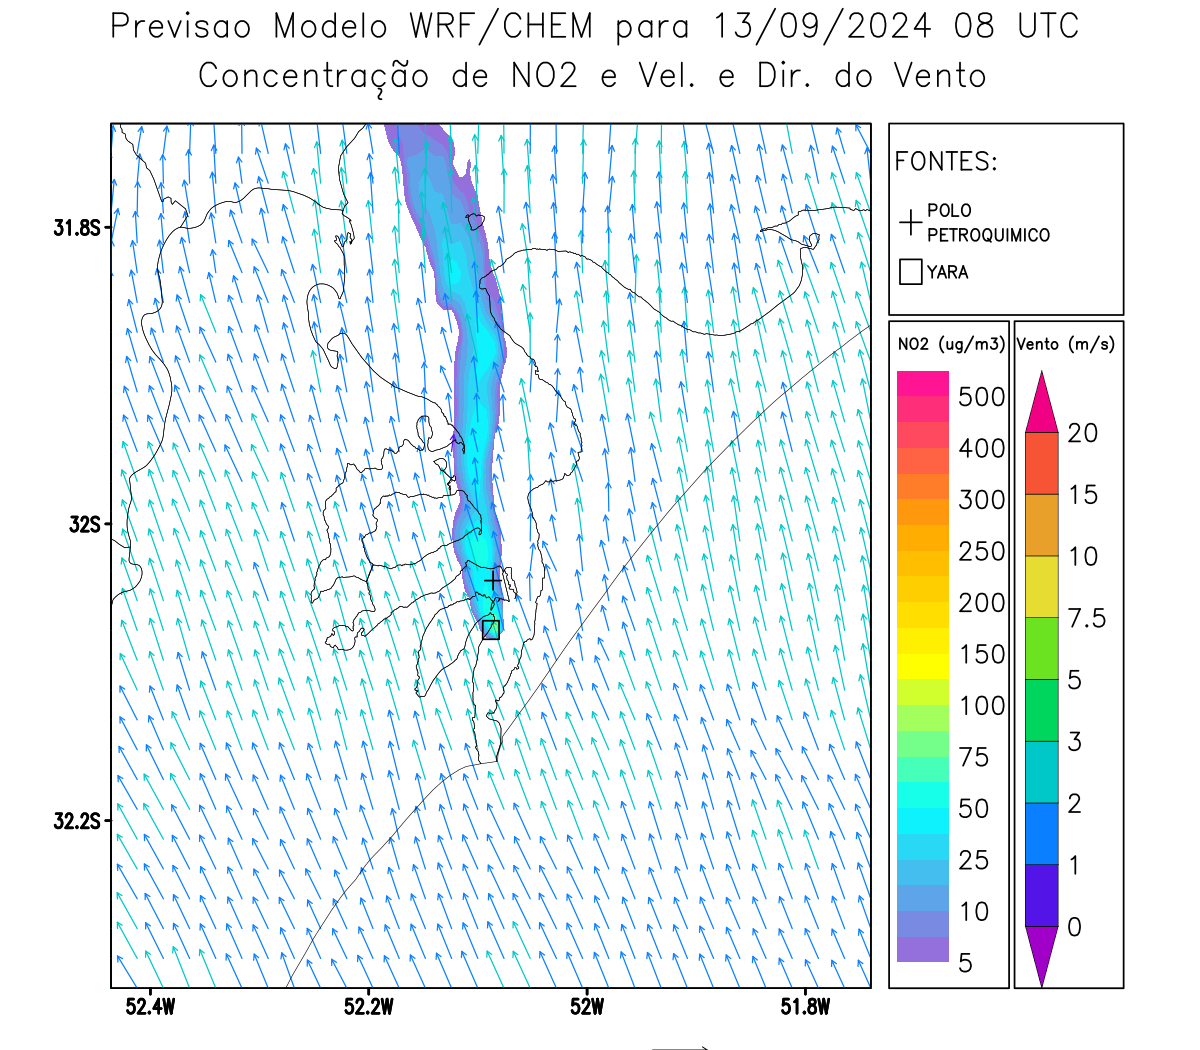 Previsao Modelo WRF/CHEM para 13/09/2024 08 UTC
Concentração de NO2 e Vel. e Dir. do Vento
FONTES:
POLO
PETROQUIMICO
YARA
NO2 (ug/m3)
500
400
300
250
200
150
100
75
50
25
10
5
Vento (m/s)
20
15
10
7.5
5
3
2
1
0
31.8S
32S
32.2S
52.4W
52.2W
52W
51.8W